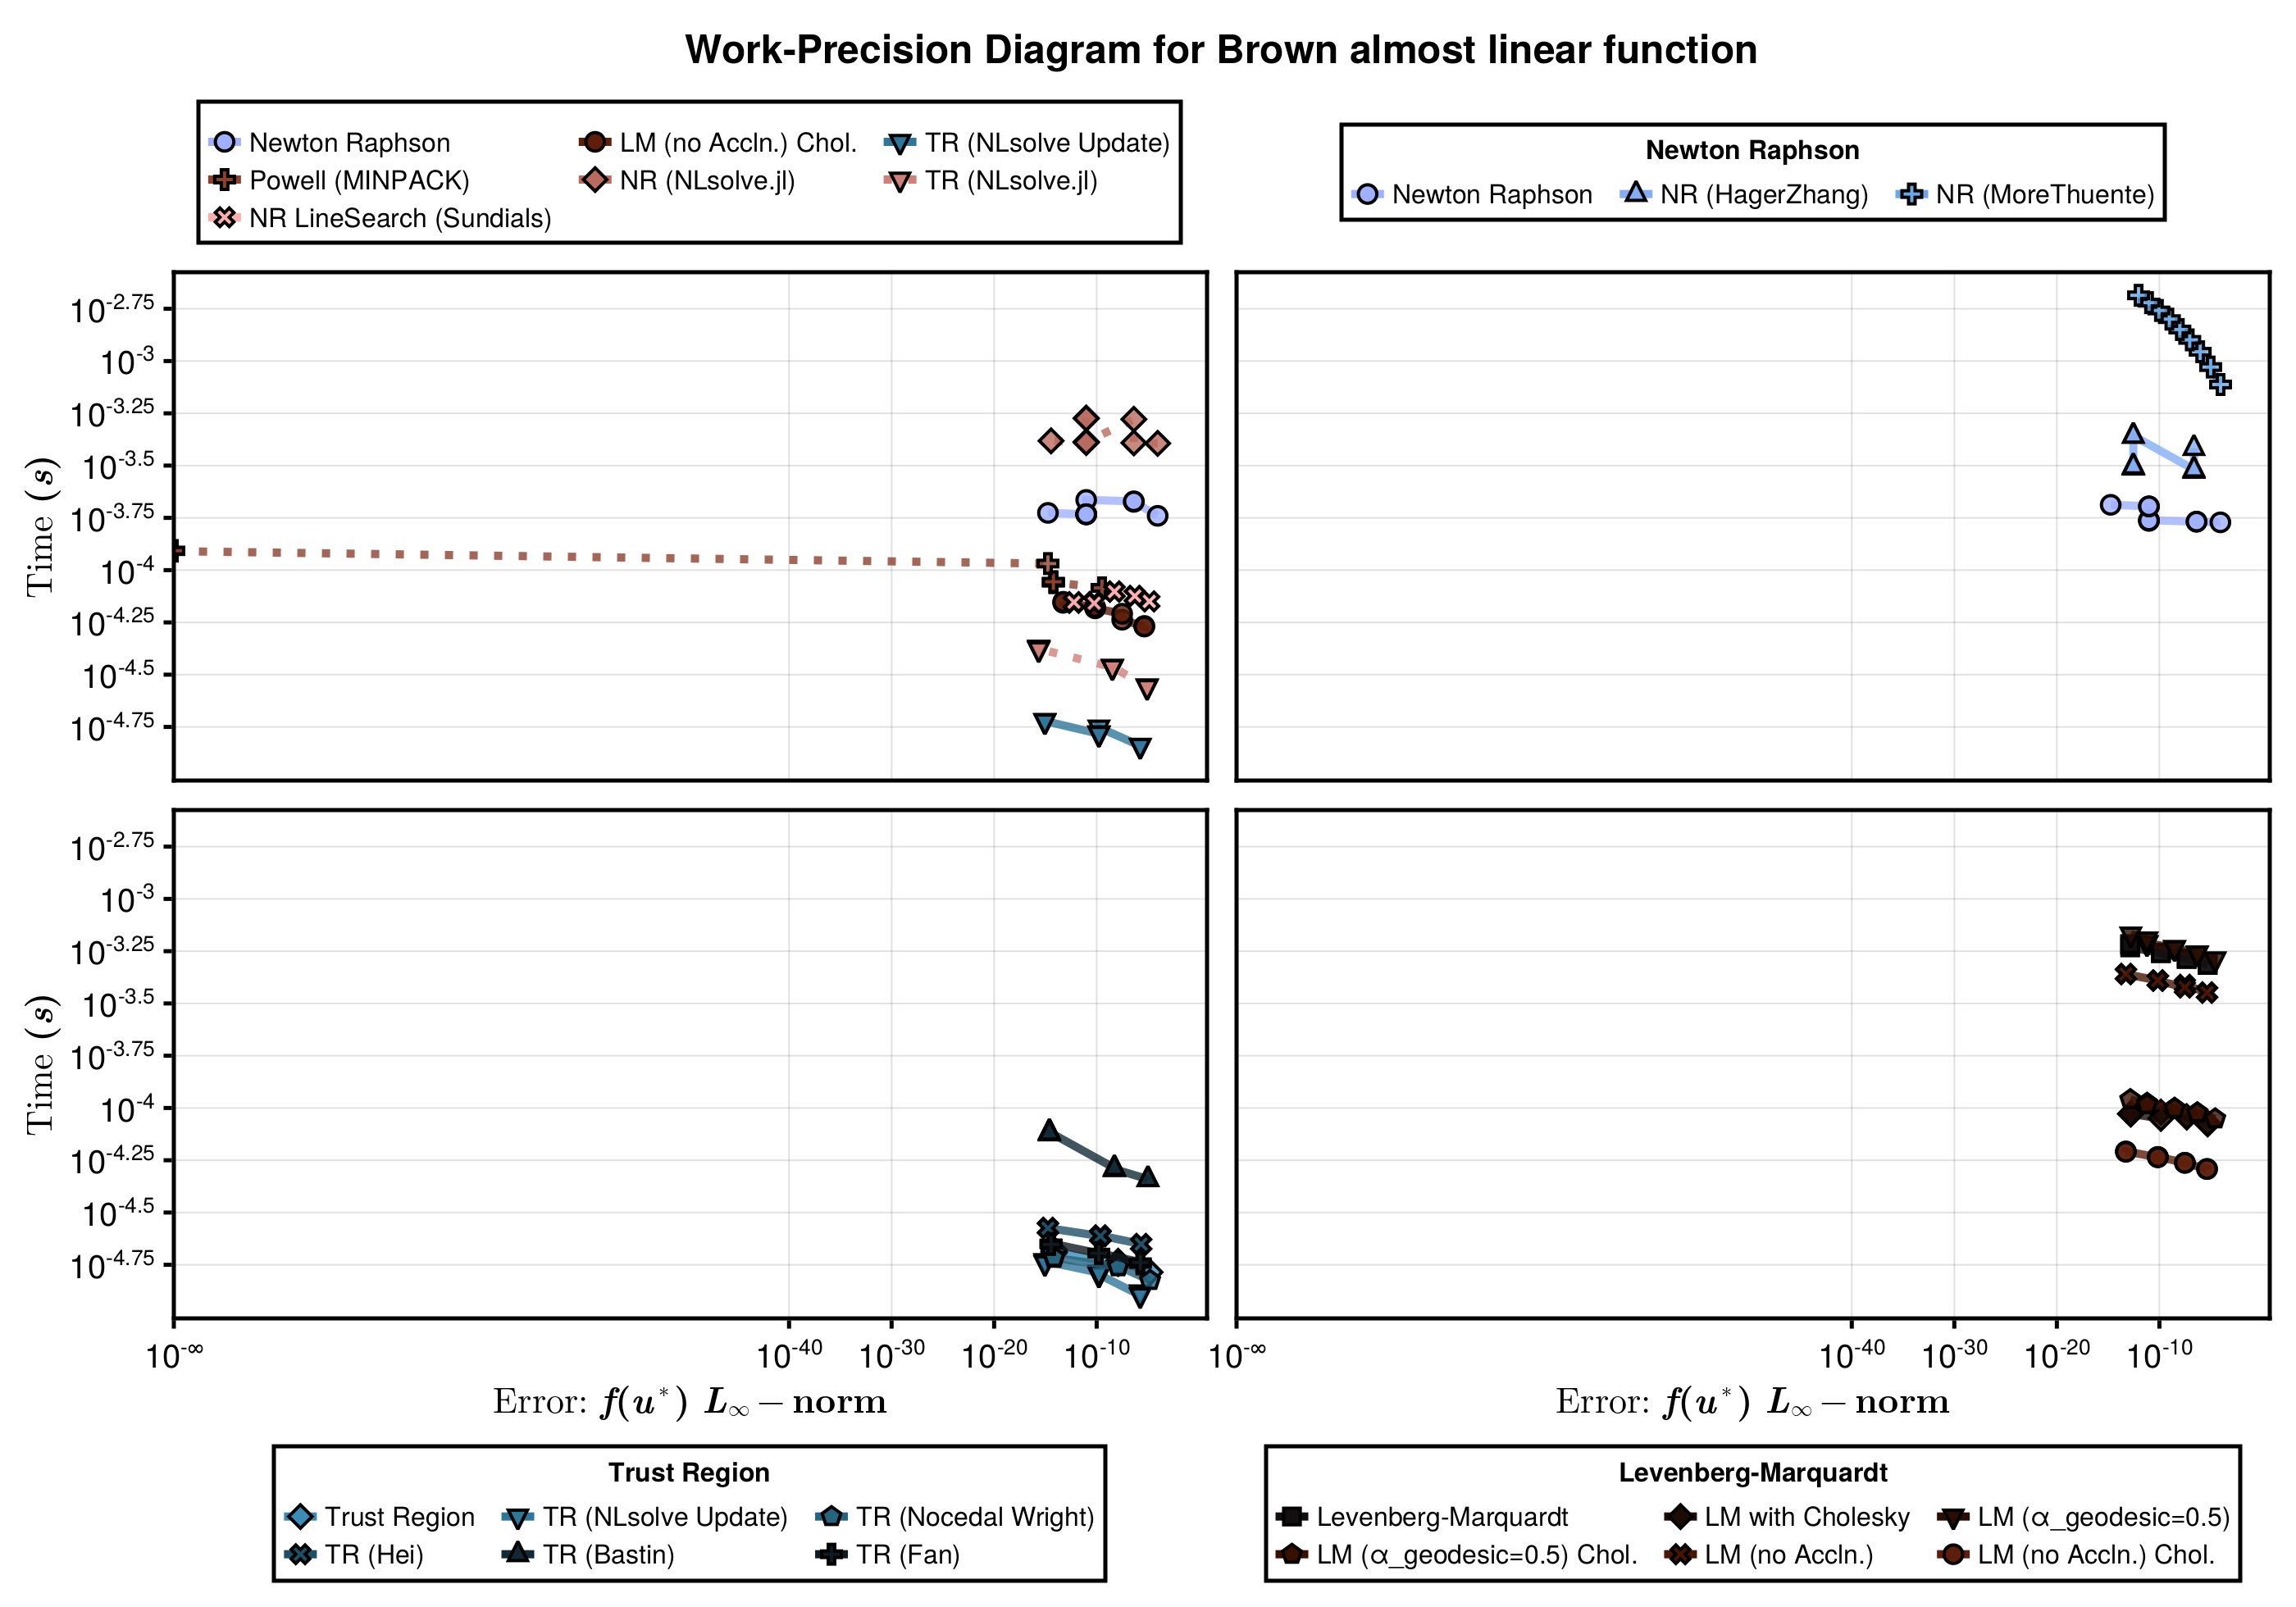 Work-Precision Diagram for Brown almost linear function
Newton Raphson LM (no Accln.) Chol. TR (NLsolve Update)
Powell (MINPACK) NR (NLsolve.jl) TR (NLsolve.jl)
NR LineSearch (Sundials)
Newton Raphson
Newton Raphson NR (HagerZhang) NR (MoreThuente)
10^-2.75
10^-3
10^-3.25
10^-3.5
10^-3.75
10^-4
10^-4.25
10^-4.5
10^-4.75
Time (s)
10^-2.75
10^-3
10^-3.25
10^-3.5
10^-3.75
10^-4
10^-4.25
10^-4.5
10^-4.75
Time (s)
10^-∞ 10^-40 10^-30 10^-20 10^-10 10^-∞ 10^-40 10^-30 10^-20 10^-10
Error: f(u*) L∞ − norm Error: f(u*) L∞ − norm
Trust Region
Trust Region TR (NLsolve Update) TR (Nocedal Wright)
TR (Hei) TR (Bastin) TR (Fan)
Levenberg-Marquardt
Levenberg-Marquardt LM with Cholesky LM (α_geodesic=0.5)
LM (α_geodesic=0.5) Chol. LM (no Accln.) LM (no Accln.) Chol.